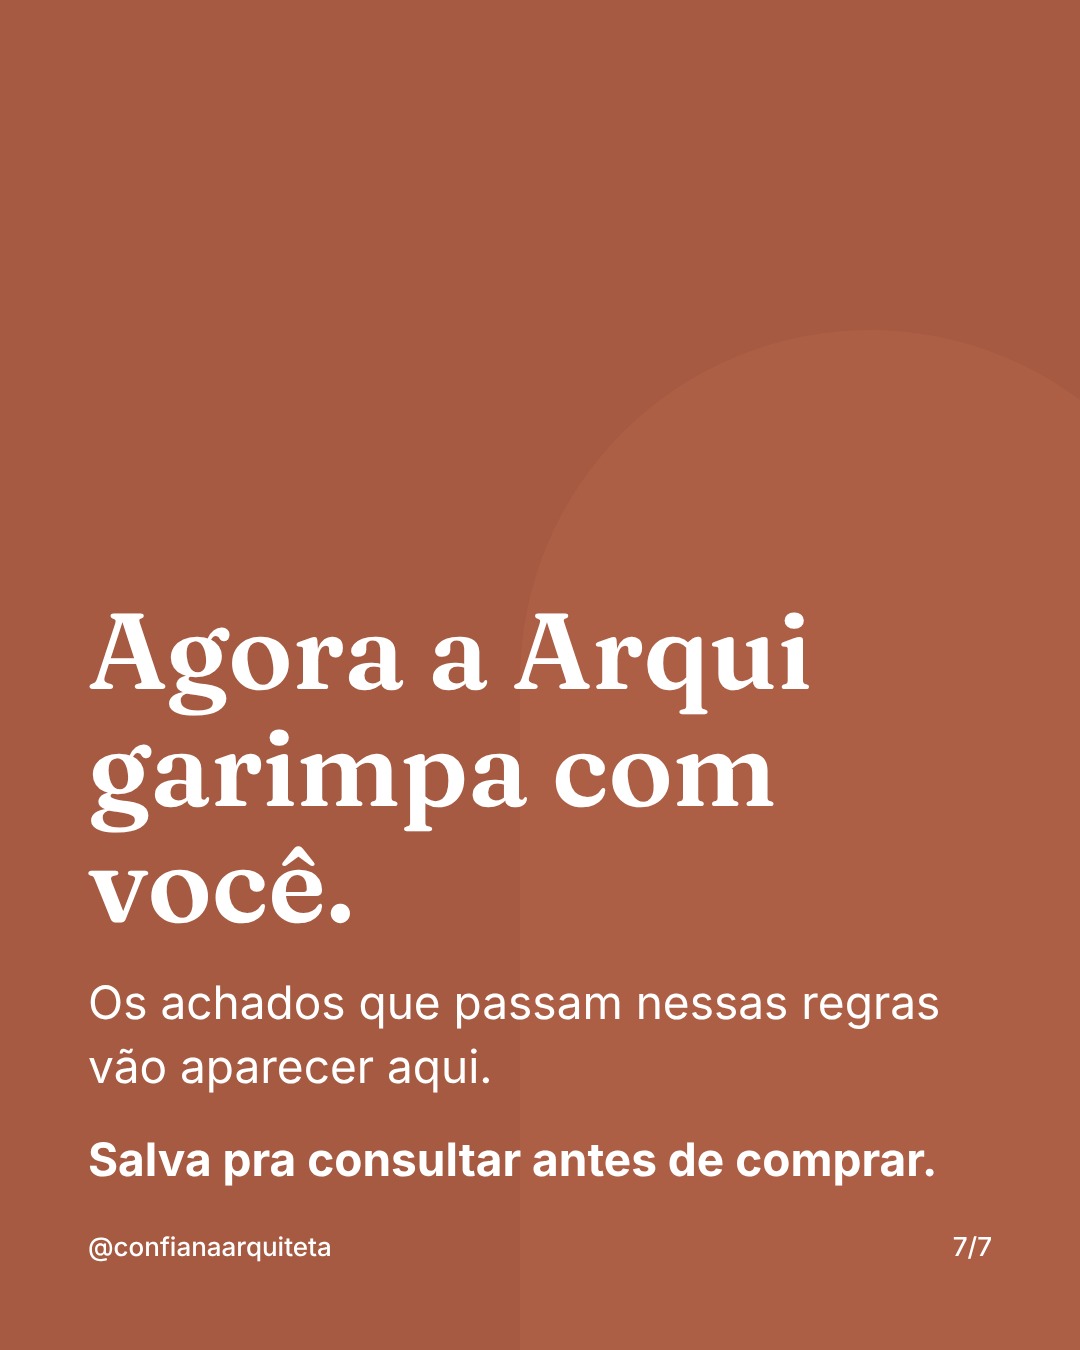 Agora a Arqui
garimpa com
você.
Os achados que passam nessas regras
vão aparecer aqui.
Salva pra consultar antes de comprar.
@confianaarquiteta
7/7